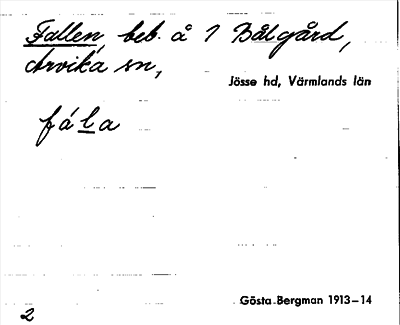 Fallen, beb. å 1 Bålgård,
Arvika sn,
Jösse hd, Värmlands län
fála
Gösta Bergman 1913–14
2